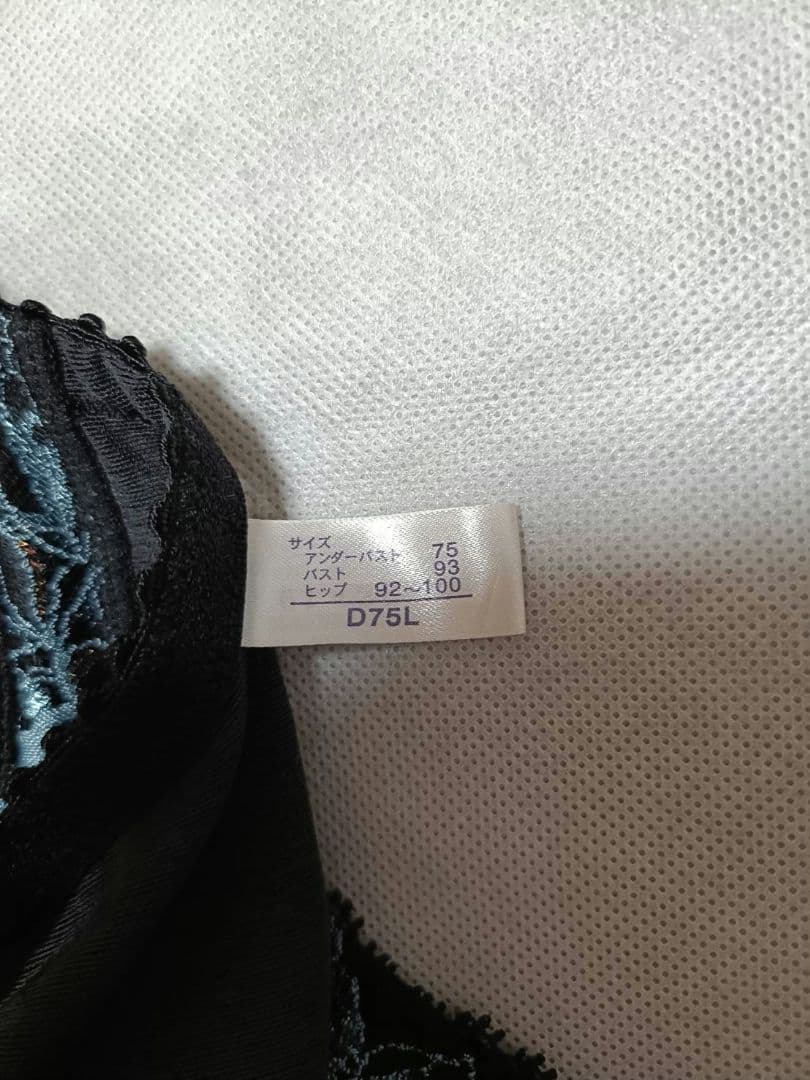 サイズ
アンダーバスト 75
バスト 93
ヒップ 92〜100
D75L